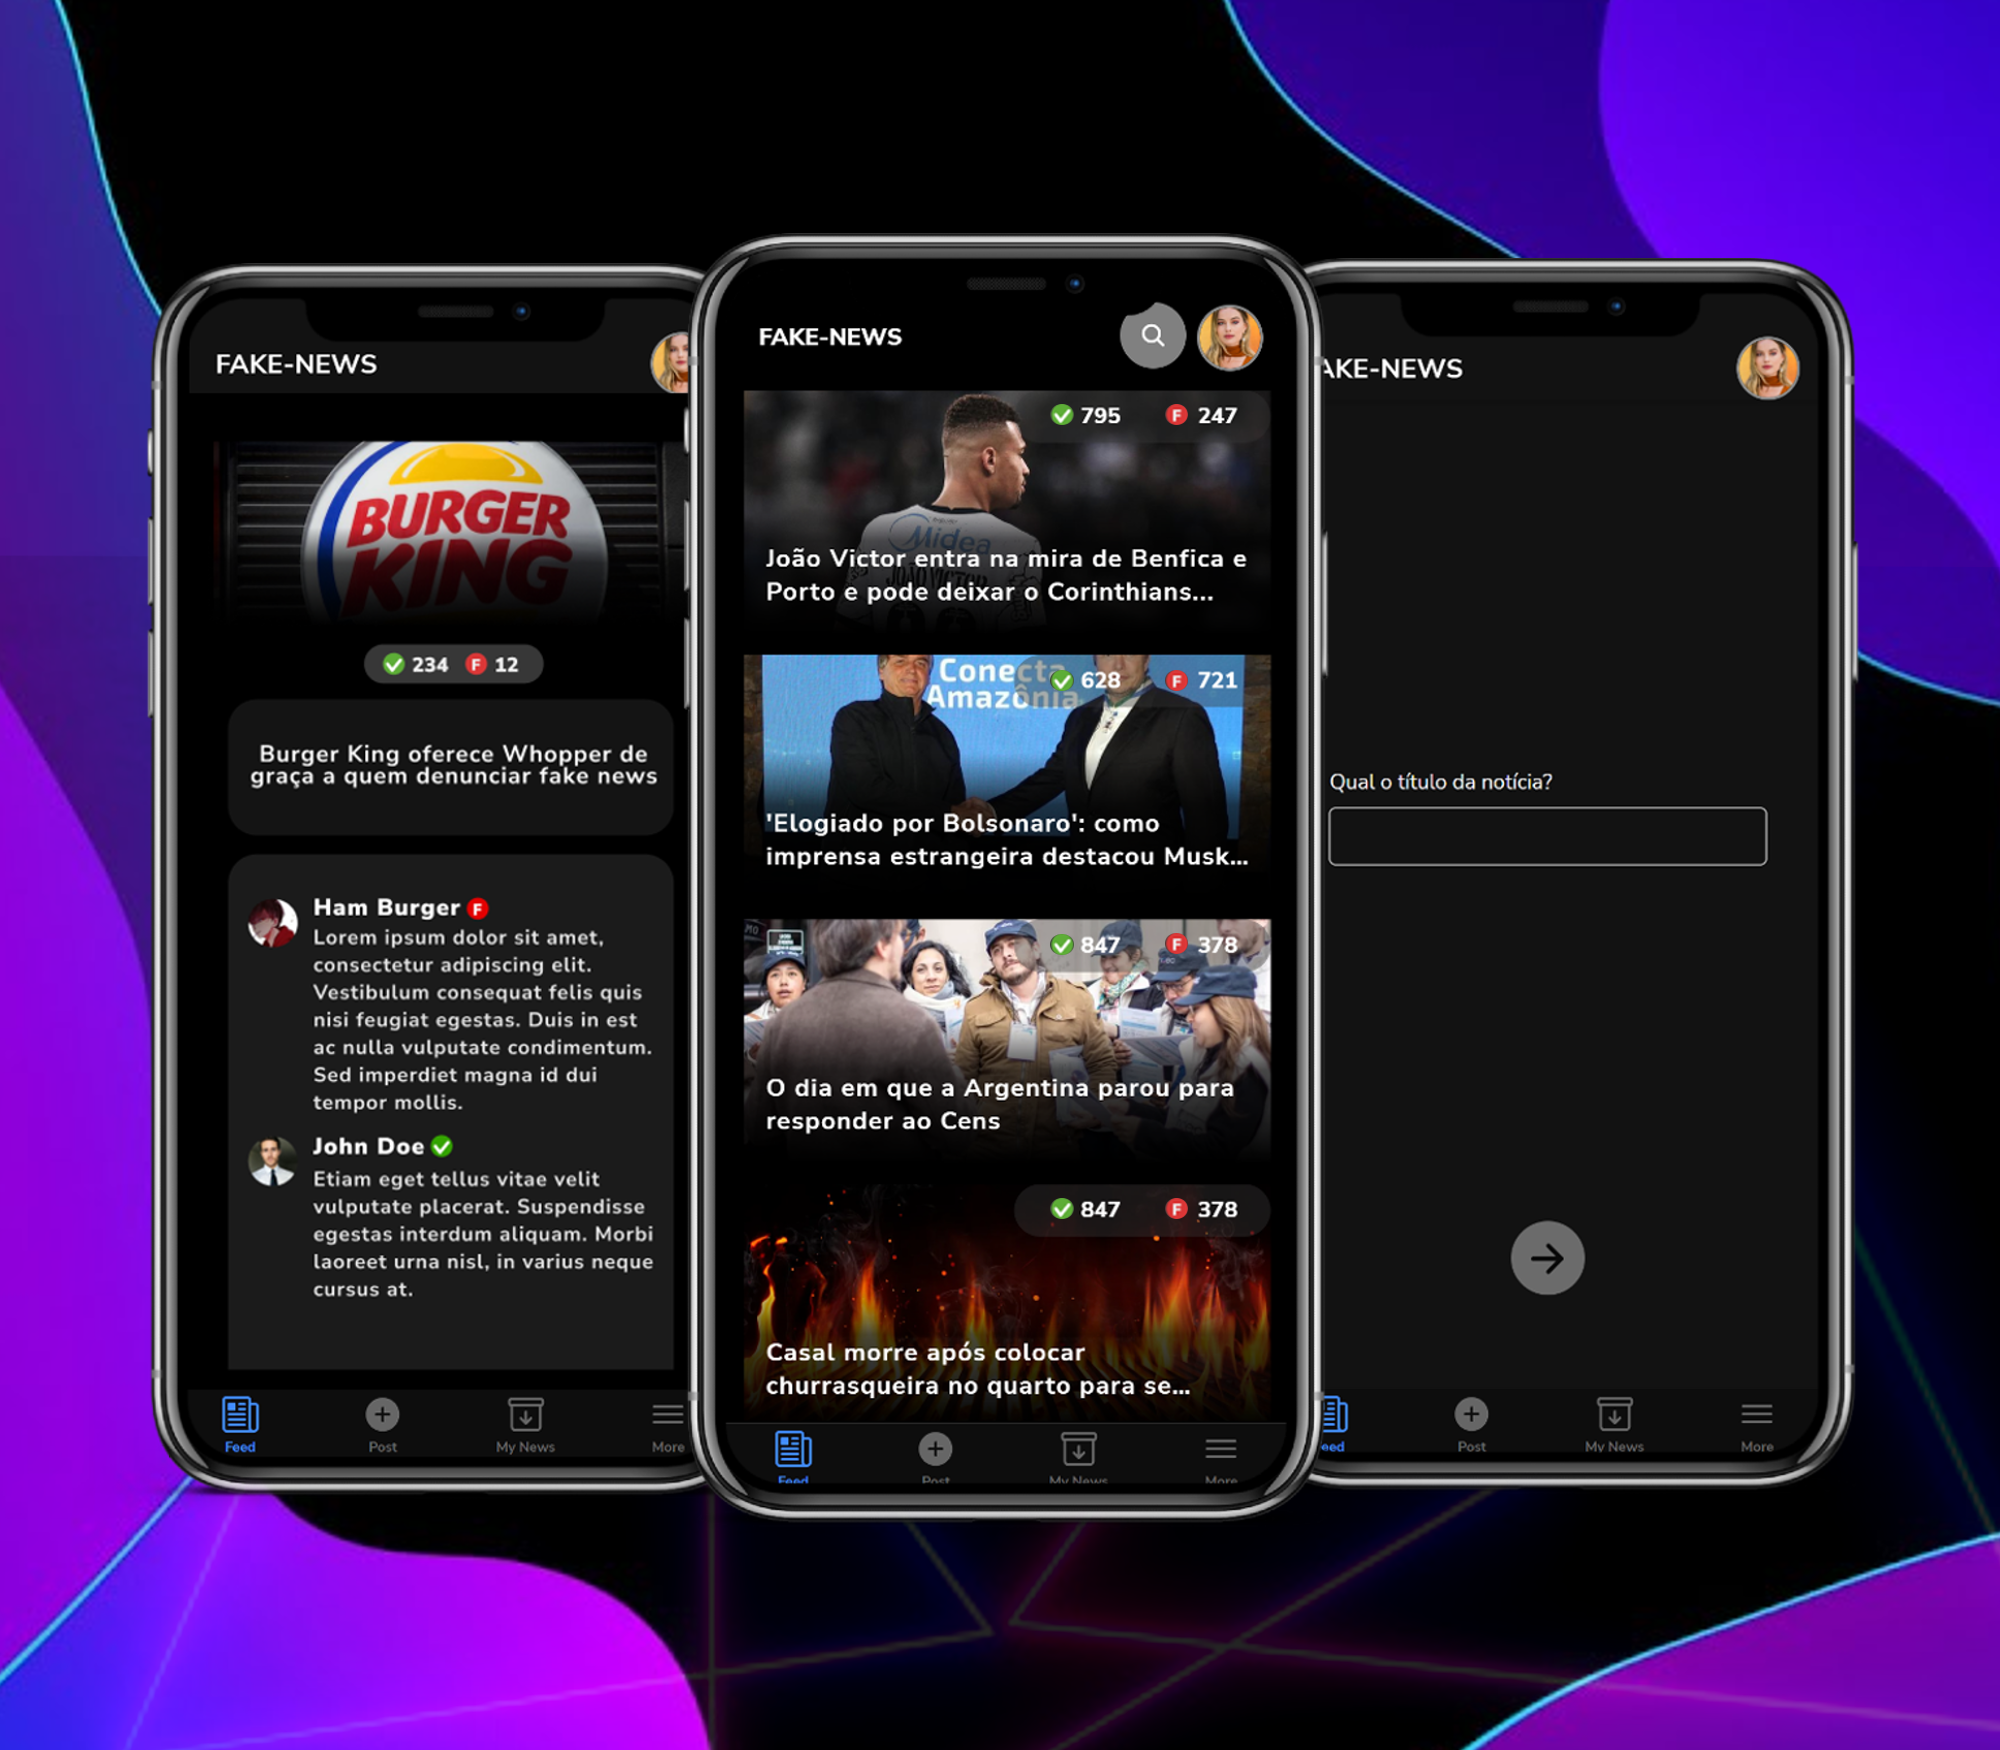 FAKE-NEWS
BURGER
KING
234 F 12
Burger King oferece Whopper de
graça a quem denunciar fake news
Ham Burger F
Lorem ipsum dolor sit amet,
consectetur adipiscing elit.
Vestibulum consequat felis quis
nisi feugiat egestas. Duis in est
ac nulla vulputate condimentum.
Sed imperdiet magna id dui
tempor mollis.
John Doe
Etiam eget tellus vitae velit
vulputate placerat. Suspendisse
egestas interdum aliquam. Morbi
laoreet urna nisl, in varius neque
cursus at.
Feed Post My News More
FAKE-NEWS
795 F 247
Midea
JOÃO VICTOR
João Victor entra na mira de Benfica e
Porto e pode deixar o Corinthians...
Conecta
Amazônia
628 F 721
'Elogiado por Bolsonaro': como
imprensa estrangeira destacou Musk...
847 F 378
O dia em que a Argentina parou para
responder ao Cens
847 F 378
Casal morre após colocar
churrasqueira no quarto para se...
Feed Post My News More
AKE-NEWS
Qual o título da notícia?
eed Post My News More